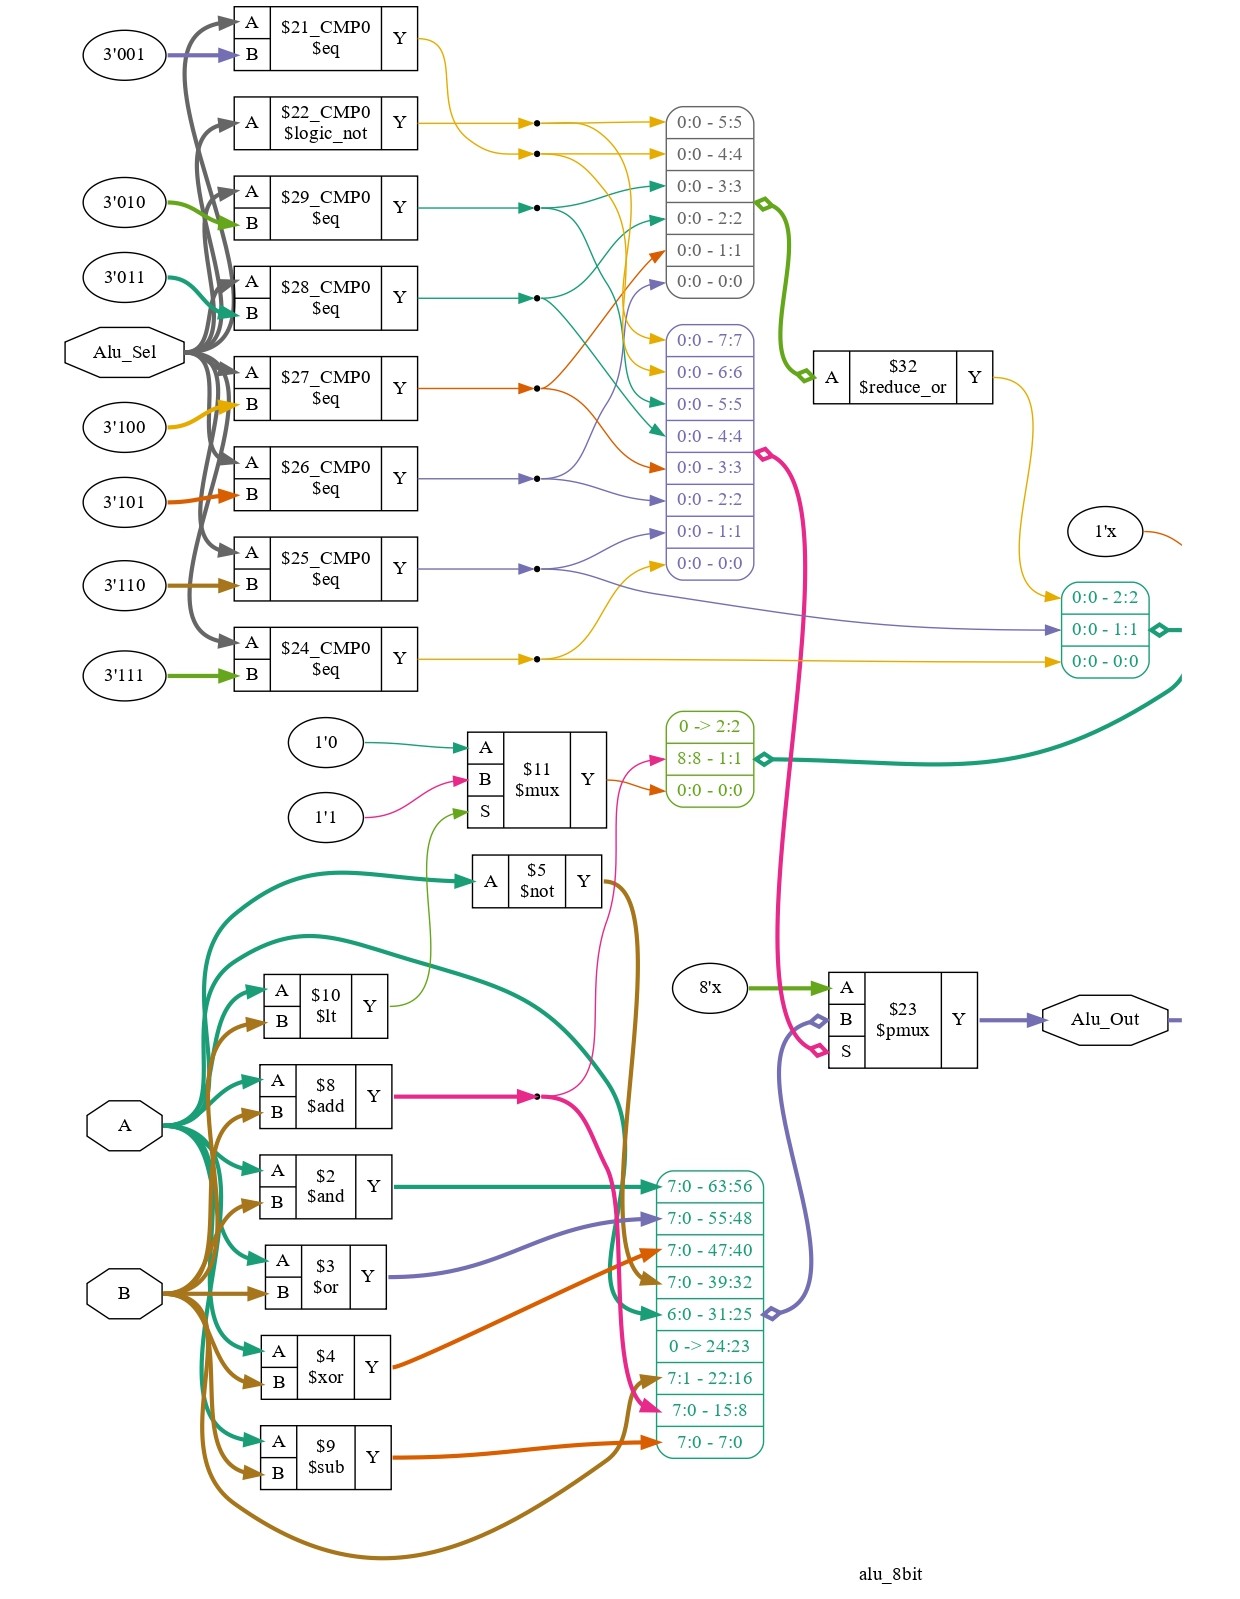 A
$21_CMP0
$eq
Y
B
3'001
A
$22_CMP0
$logic_not
Y
3'010
A
$29_CMP0
$eq
Y
B
3'011
A
$28_CMP0
$eq
Y
B
Alu_Sel
A
$27_CMP0
$eq
Y
B
3'100
A
$26_CMP0
$eq
Y
B
3'101
A
$25_CMP0
$eq
Y
B
3'110
A
$24_CMP0
$eq
Y
B
3'111
0:0 - 5:5
0:0 - 4:4
0:0 - 3:3
0:0 - 2:2
0:0 - 1:1
0:0 - 0:0
0:0 - 7:7
0:0 - 6:6
0:0 - 5:5
0:0 - 4:4
0:0 - 3:3
0:0 - 2:2
0:0 - 1:1
0:0 - 0:0
A
$32
$reduce_or
Y
1'x
0:0 - 2:2
0:0 - 1:1
0:0 - 0:0
1'0
1'1
A
B
S
$11
$mux
Y
0 -> 2:2
8:8 - 1:1
0:0 - 0:0
A
$5
$not
Y
A
B
$10
$lt
Y
A
B
$8
$add
Y
A
A
B
$2
$and
Y
B
A
B
$3
$or
Y
A
B
$4
$xor
Y
A
B
$9
$sub
Y
8'x
A
B
S
$23
$pmux
Y
Alu_Out
7:0 - 63:56
7:0 - 55:48
7:0 - 47:40
7:0 - 39:32
6:0 - 31:25
0 -> 24:23
7:1 - 22:16
7:0 - 15:8
7:0 - 7:0
alu_8bit